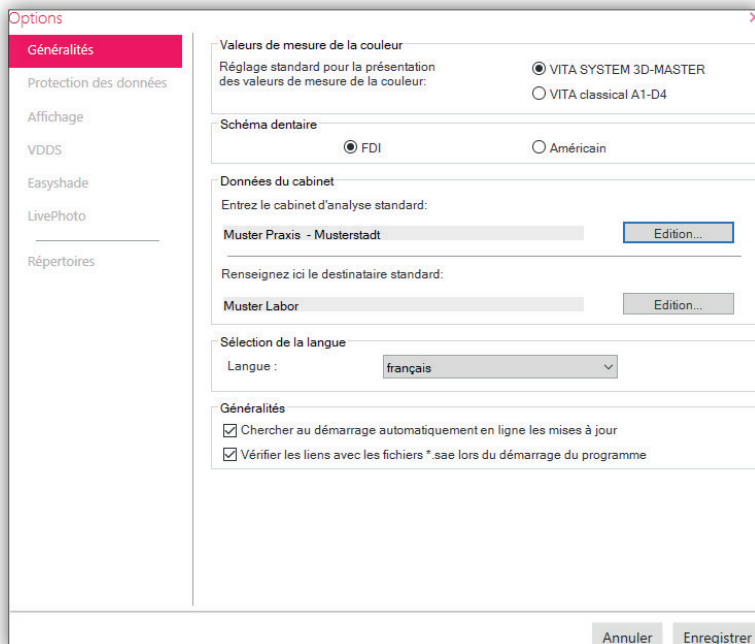 Options
Généralités
Protection des données
Affichage
VDDS
Easyshade
LivePhoto
Répertoires
Valeurs de mesure de la couleur
Réglage standard pour la présentation
des valeurs de mesure de la couleur:
VITA SYSTEM 3D-MASTER
VITA classical A1-D4
Schéma dentaire
FDI
Américain
Données du cabinet
Entrez le cabinet d'analyse standard:
Muster Praxis - Musterstadt
Edition...
Renseignez ici le destinataire standard:
Muster Labor
Edition...
Sélection de la langue
Langue :
français
Généralités
Chercher au démarrage automatiquement en ligne les mises à jour
Vérifier les liens avec les fichiers *.sae lors du démarrage du programme
Annuler
Enregistrer